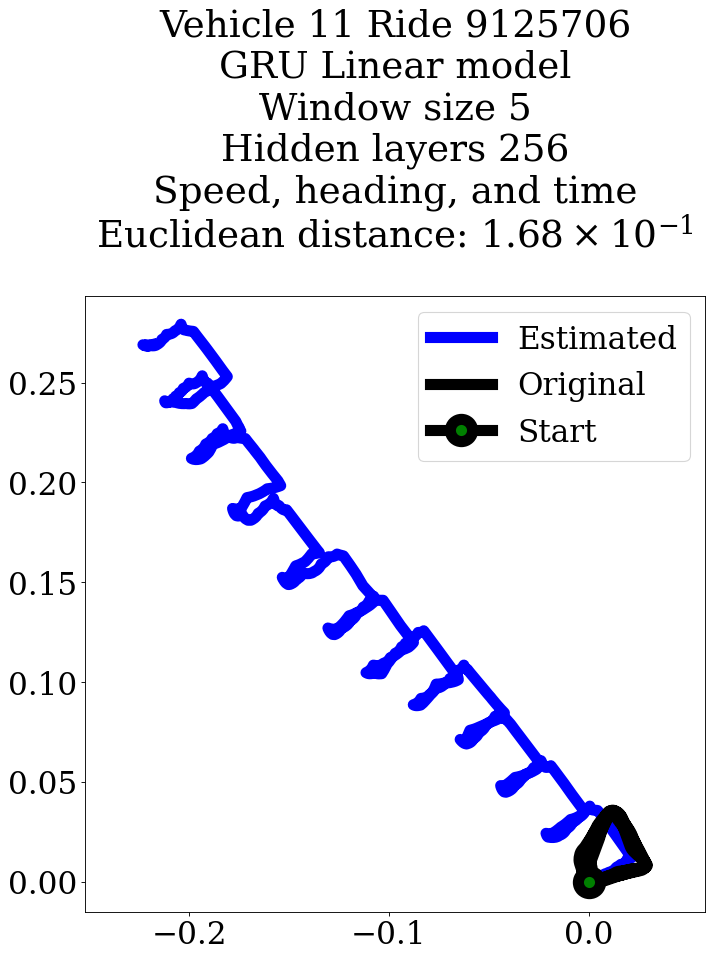 Vehicle 11 Ride 9125706
GRU Linear model
Window size 5
Hidden layers 256
Speed, heading, and time
Euclidean distance: 1.68 × 10⁻¹
Estimated
Original
Start
0.25
0.20
0.15
0.10
0.05
0.00
−0.2
−0.1
0.0